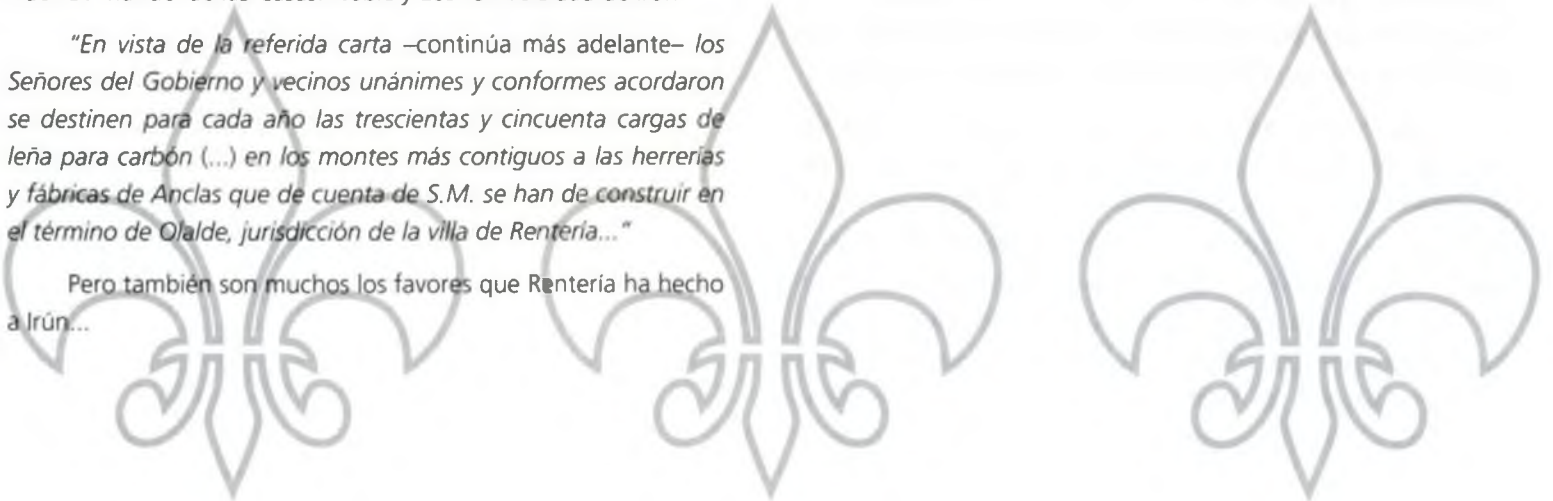 "En vista de la referida carta –continúa más adelante– los
Señores del Gobierno y vecinos unánimes y conformes acordaron
se destinen para cada año las trescientas y cincuenta cargas de
leña para carbón (...) en los montes más contiguos a las herrerías
y fábricas de Anclas que de cuenta de S.M. se han de construir en
el término de Olalde, jurisdicción de la villa de Rentería..."
Pero también son muchos los favores que Rentería ha hecho
a Irún...